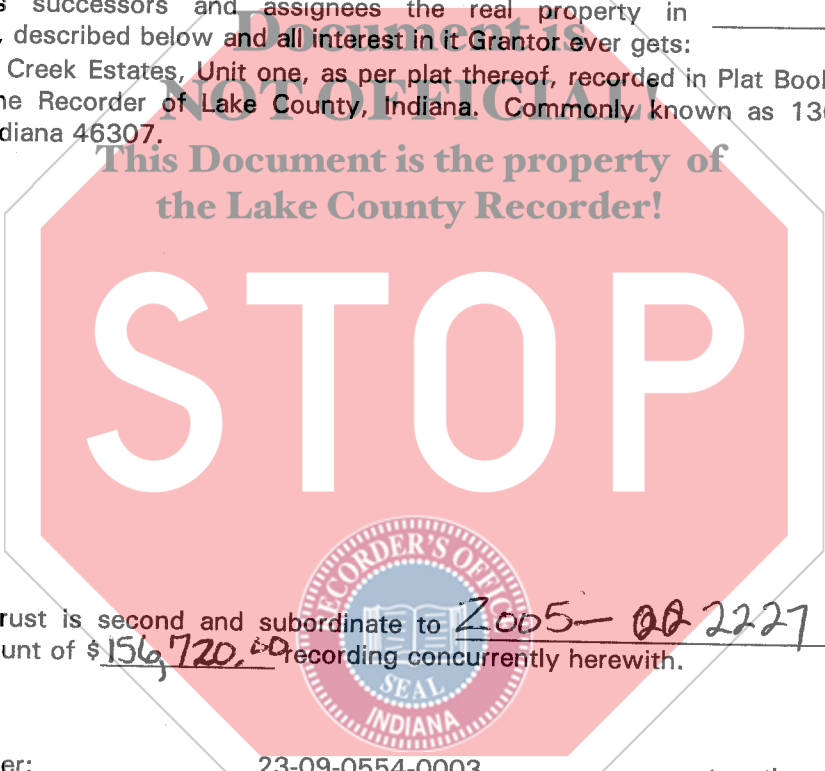 s successors and assignees the real property in
Document is
, described below and all interest in it Grantor ever gets:
Creek Estates, Unit one, as per plat thereof, recorded in Plat Book
NOT OFFICIAL!
he Recorder of Lake County, Indiana. Commonly known as 13
diana 46307.
This Document is the property of
the Lake County Recorder!
STOP
RECORDER'S OFFICE
rust is second and subordinate to 2005- 00 2227
unt of $ 156,720.00 recording concurrently herewith.
SEAL
INDIANA
er: 23-09-0554-0003